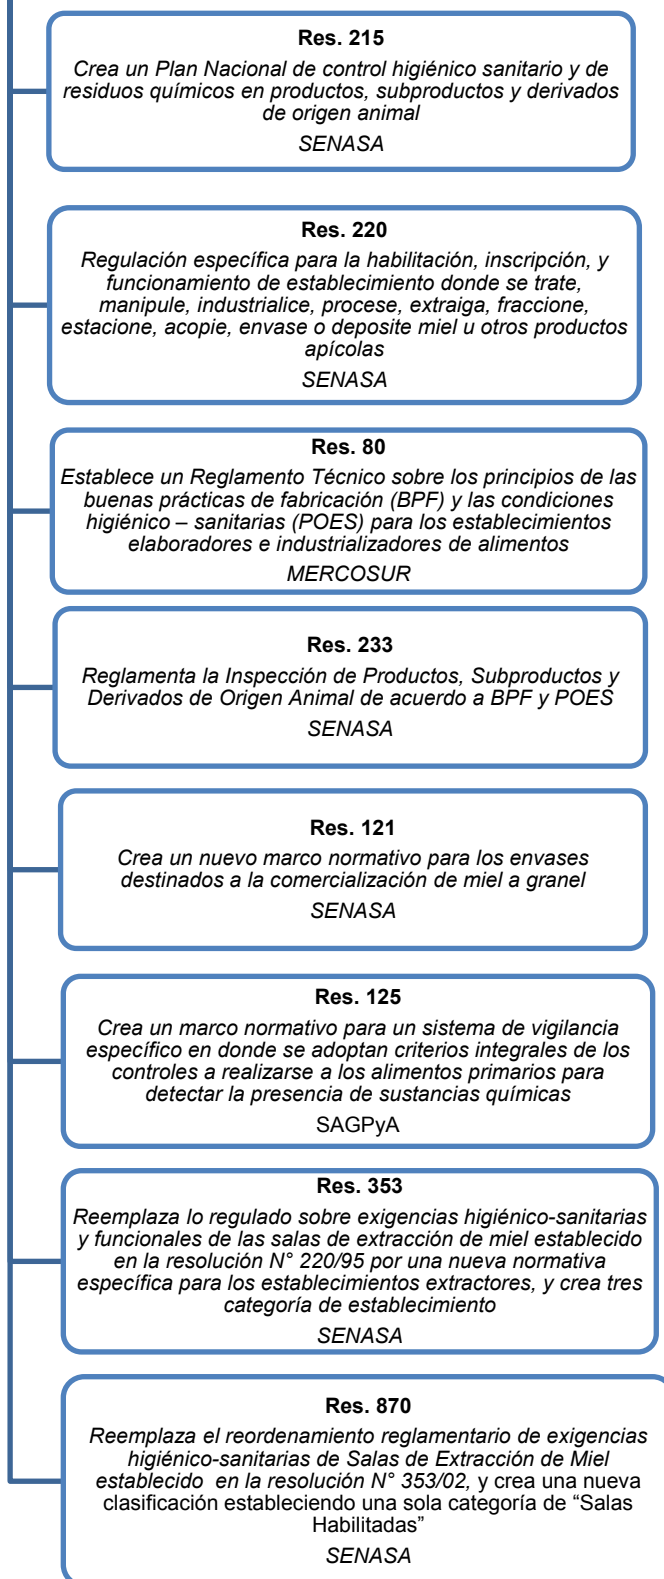 Res. 215
Crea un Plan Nacional de control higiénico sanitario y de
residuos químicos en productos, subproductos y derivados
de origen animal
SENASA
Res. 220
Regulación específica para la habilitación, inscripción, y
funcionamiento de establecimiento donde se trate,
manipule, industrialice, procese, extraiga, fraccione,
estacione, acopie, envase o deposite miel u otros productos
apícolas
SENASA
Res. 80
Establece un Reglamento Técnico sobre los principios de las
buenas prácticas de fabricación (BPF) y las condiciones
higiénico – sanitarias (POES) para los establecimientos
elaboradores e industrializadores de alimentos
MERCOSUR
Res. 233
Reglamenta la Inspección de Productos, Subproductos y
Derivados de Origen Animal de acuerdo a BPF y POES
SENASA
Res. 121
Crea un nuevo marco normativo para los envases
destinados a la comercialización de miel a granel
SENASA
Res. 125
Crea un marco normativo para un sistema de vigilancia
específico en donde se adoptan criterios integrales de los
controles a realizarse a los alimentos primarios para
detectar la presencia de sustancias químicas
SAGPyA
Res. 353
Reemplaza lo regulado sobre exigencias higiénico-sanitarias
y funcionales de las salas de extracción de miel establecido
en la resolución N° 220/95 por una nueva normativa
específica para los establecimientos extractores, y crea tres
categoría de establecimiento
SENASA
Res. 870
Reemplaza el reordenamiento reglamentario de exigencias
higiénico-sanitarias de Salas de Extracción de Miel
establecido en la resolución N° 353/02, y crea una nueva
clasificación estableciendo una sola categoría de “Salas
Habilitadas”
SENASA